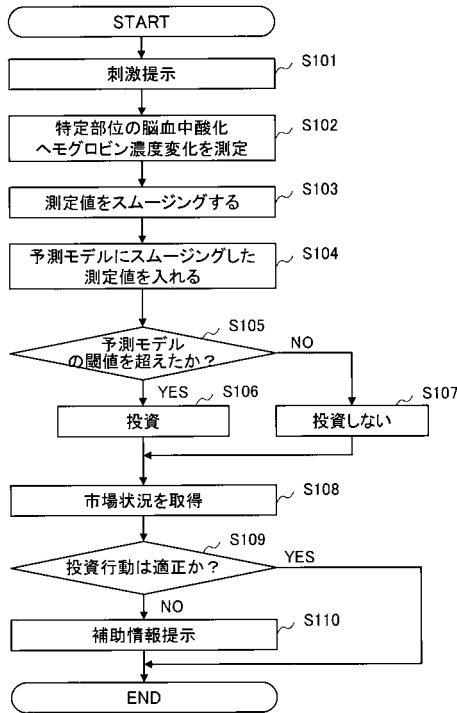 START
刺激提示
S101
特定部位の脳血中酸化
ヘモグロビン濃度変化を測定
S102
測定値をスムージングする
S103
予測モデルにスムージングした
測定値を入れる
S104
予測モデル
の閾値を超えたか?
S105
NO
YES
投資
S106
投資しない
S107
市場状況を取得
S108
投資行動は適正か?
S109
YES
NO
補助情報提示
S110
END